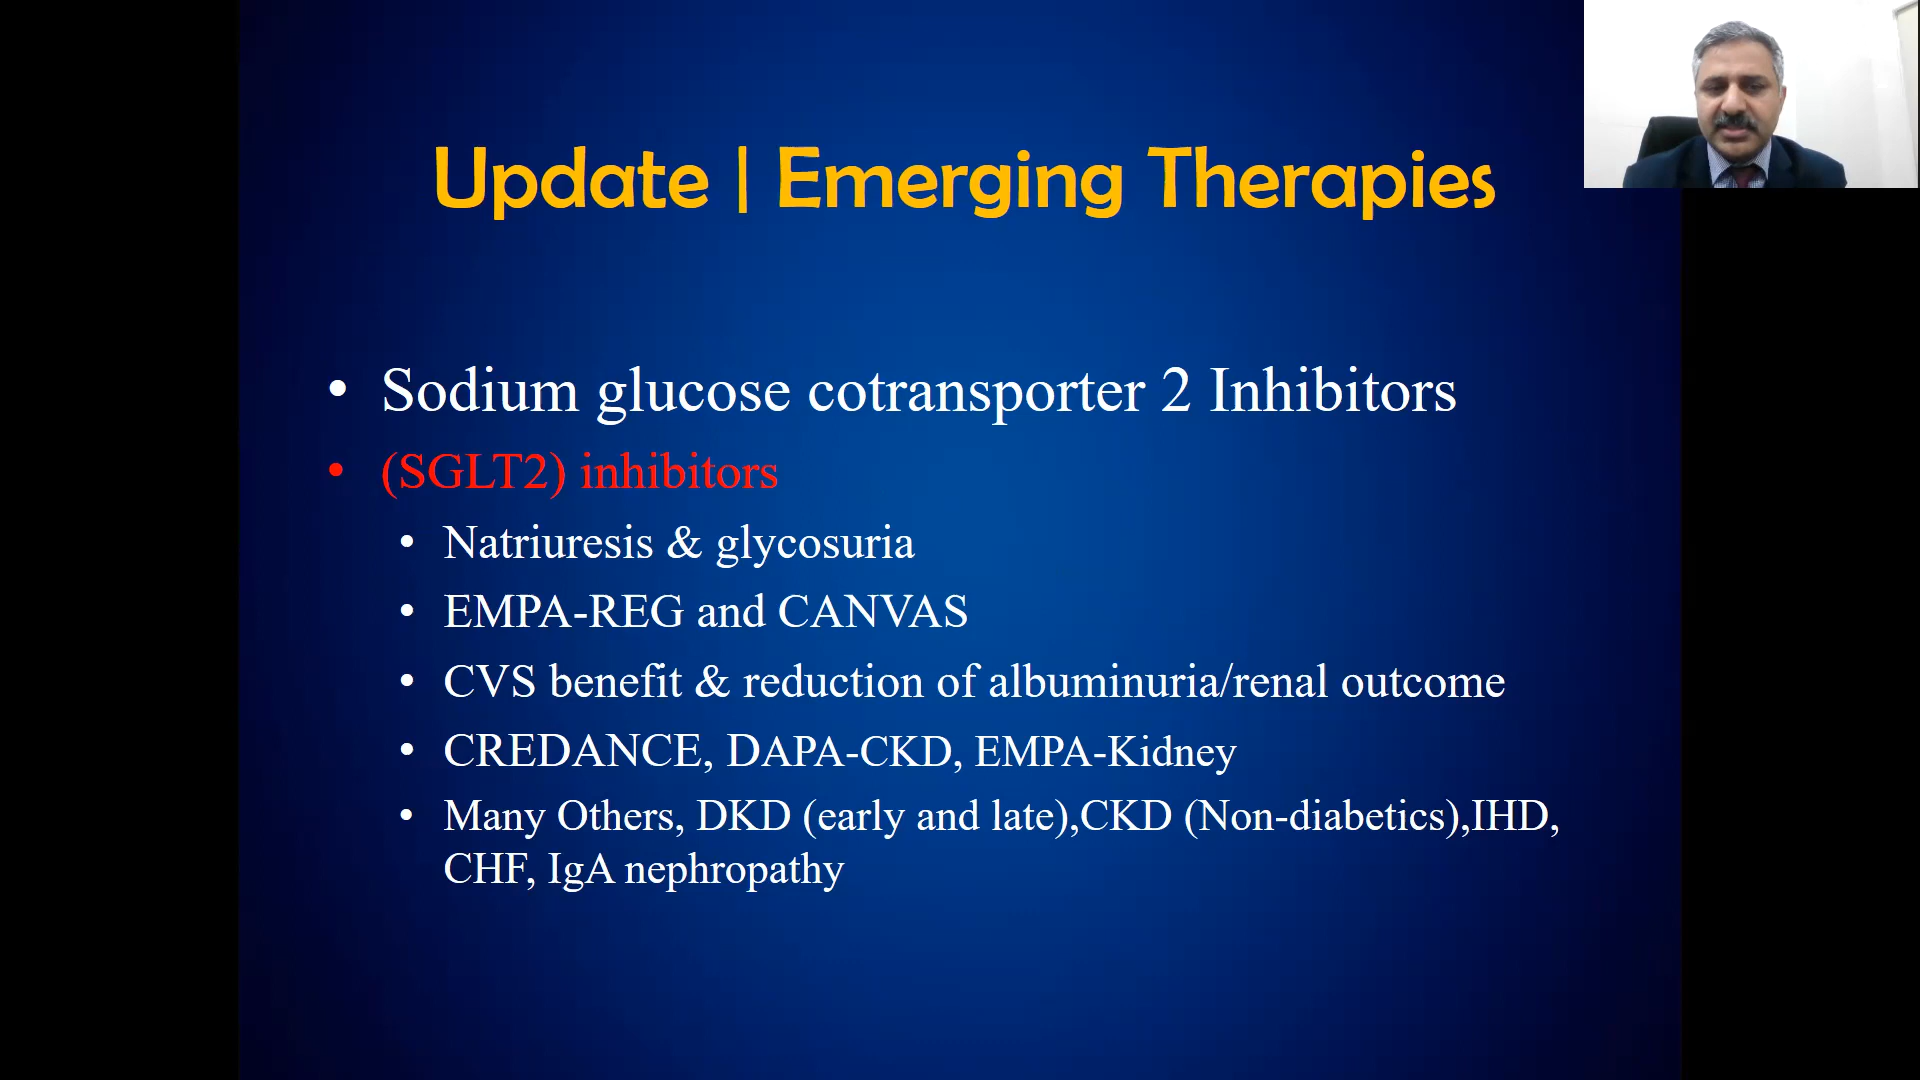 Update | Emerging Therapies
• Sodium glucose cotransporter 2 Inhibitors
• (SGLT2) inhibitors
• Natriuresis & glycosuria
• EMPA-REG and CANVAS
• CVS benefit & reduction of albuminuria/renal outcome
• CREDANCE, DAPA-CKD, EMPA-Kidney
• Many Others, DKD (early and late),CKD (Non-diabetics),IHD,
CHF, IgA nephropathy